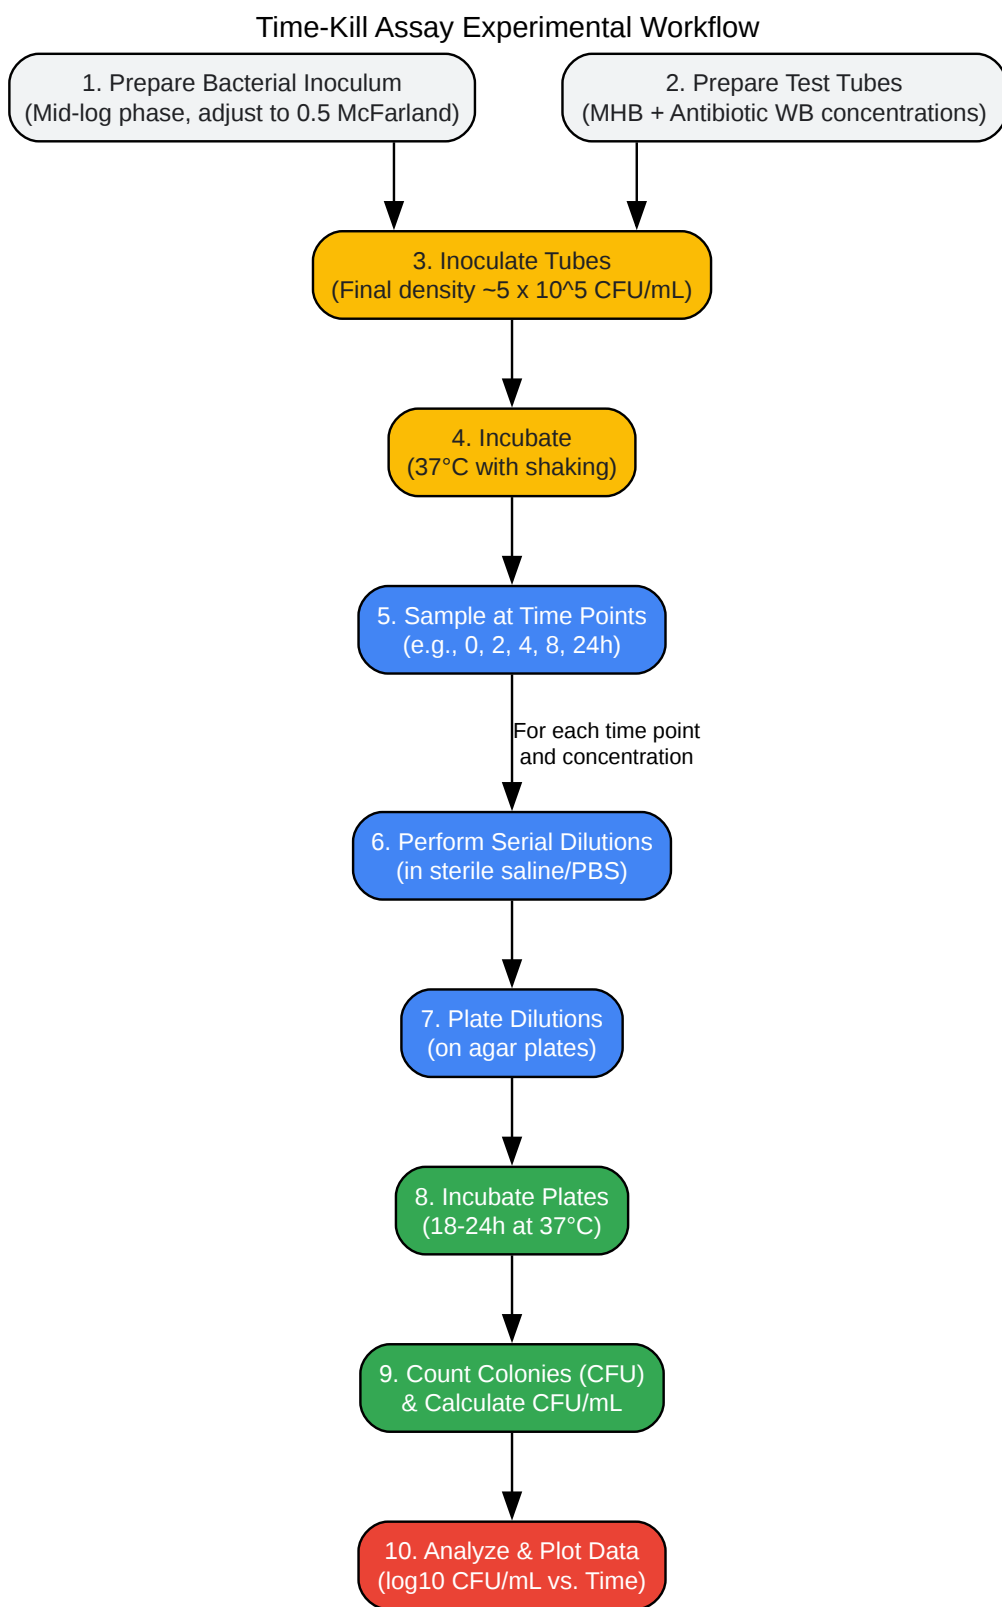 Time-Kill Assay Experimental Workflow
1. Prepare Bacterial Inoculum
(Mid-log phase, adjust to 0.5 McFarland)
2. Prepare Test Tubes
(MHB + Antibiotic WB concentrations)
3. Inoculate Tubes
(Final density ~5 x 10^5 CFU/mL)
4. Incubate
(37°C with shaking)
5. Sample at Time Points
(e.g., 0, 2, 4, 8, 24h)
For each time point
and concentration
6. Perform Serial Dilutions
(in sterile saline/PBS)
7. Plate Dilutions
(on agar plates)
8. Incubate Plates
(18-24h at 37°C)
9. Count Colonies (CFU)
& Calculate CFU/mL
10. Analyze & Plot Data
(log10 CFU/mL vs. Time)